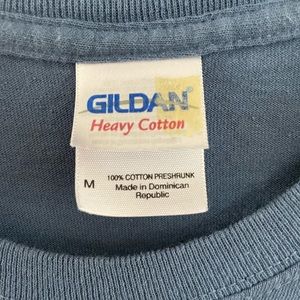 GILDAN®
Heavy Cotton
M
100% COTTON PRESHRUNK
Made in Dominican
Republic